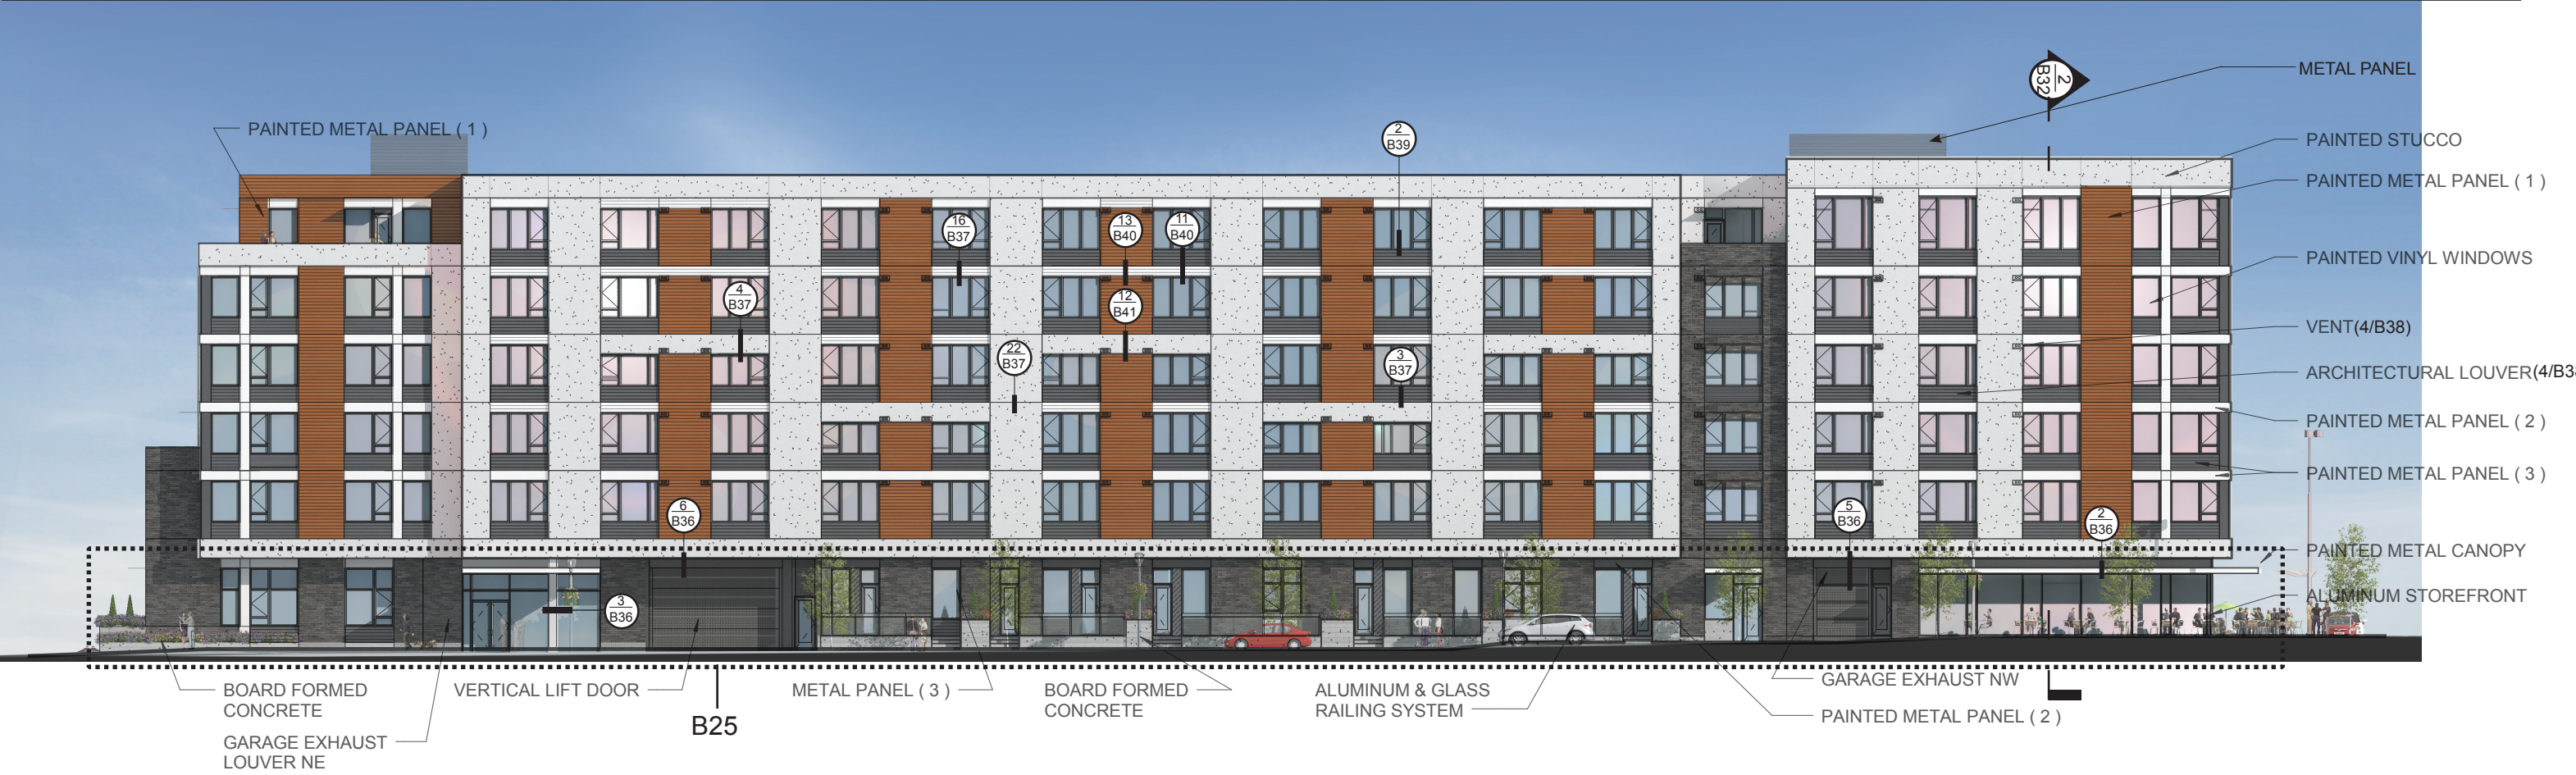 METAL PANEL
2
B32
PAINTED METAL PANEL ( 1 )
2
B39
PAINTED STUCCO
PAINTED METAL PANEL ( 1 )
16
B37
13
B40
11
B40
PAINTED VINYL WINDOWS
4
B37
12
B41
VENT(4/B38)
22
B37
3
B37
ARCHITECTURAL LOUVER(4/B3
PAINTED METAL PANEL ( 2 )
PAINTED METAL PANEL ( 3 )
6
B36
5
B36
2
B36
PAINTED METAL CANOPY
ALUMINUM STOREFRONT
3
B36
BOARD FORMED
CONCRETE
VERTICAL LIFT DOOR
METAL PANEL ( 3 )
BOARD FORMED
CONCRETE
ALUMINUM & GLASS
RAILING SYSTEM
GARAGE EXHAUST NW
PAINTED METAL PANEL ( 2 )
B25
GARAGE EXHAUST
LOUVER NE